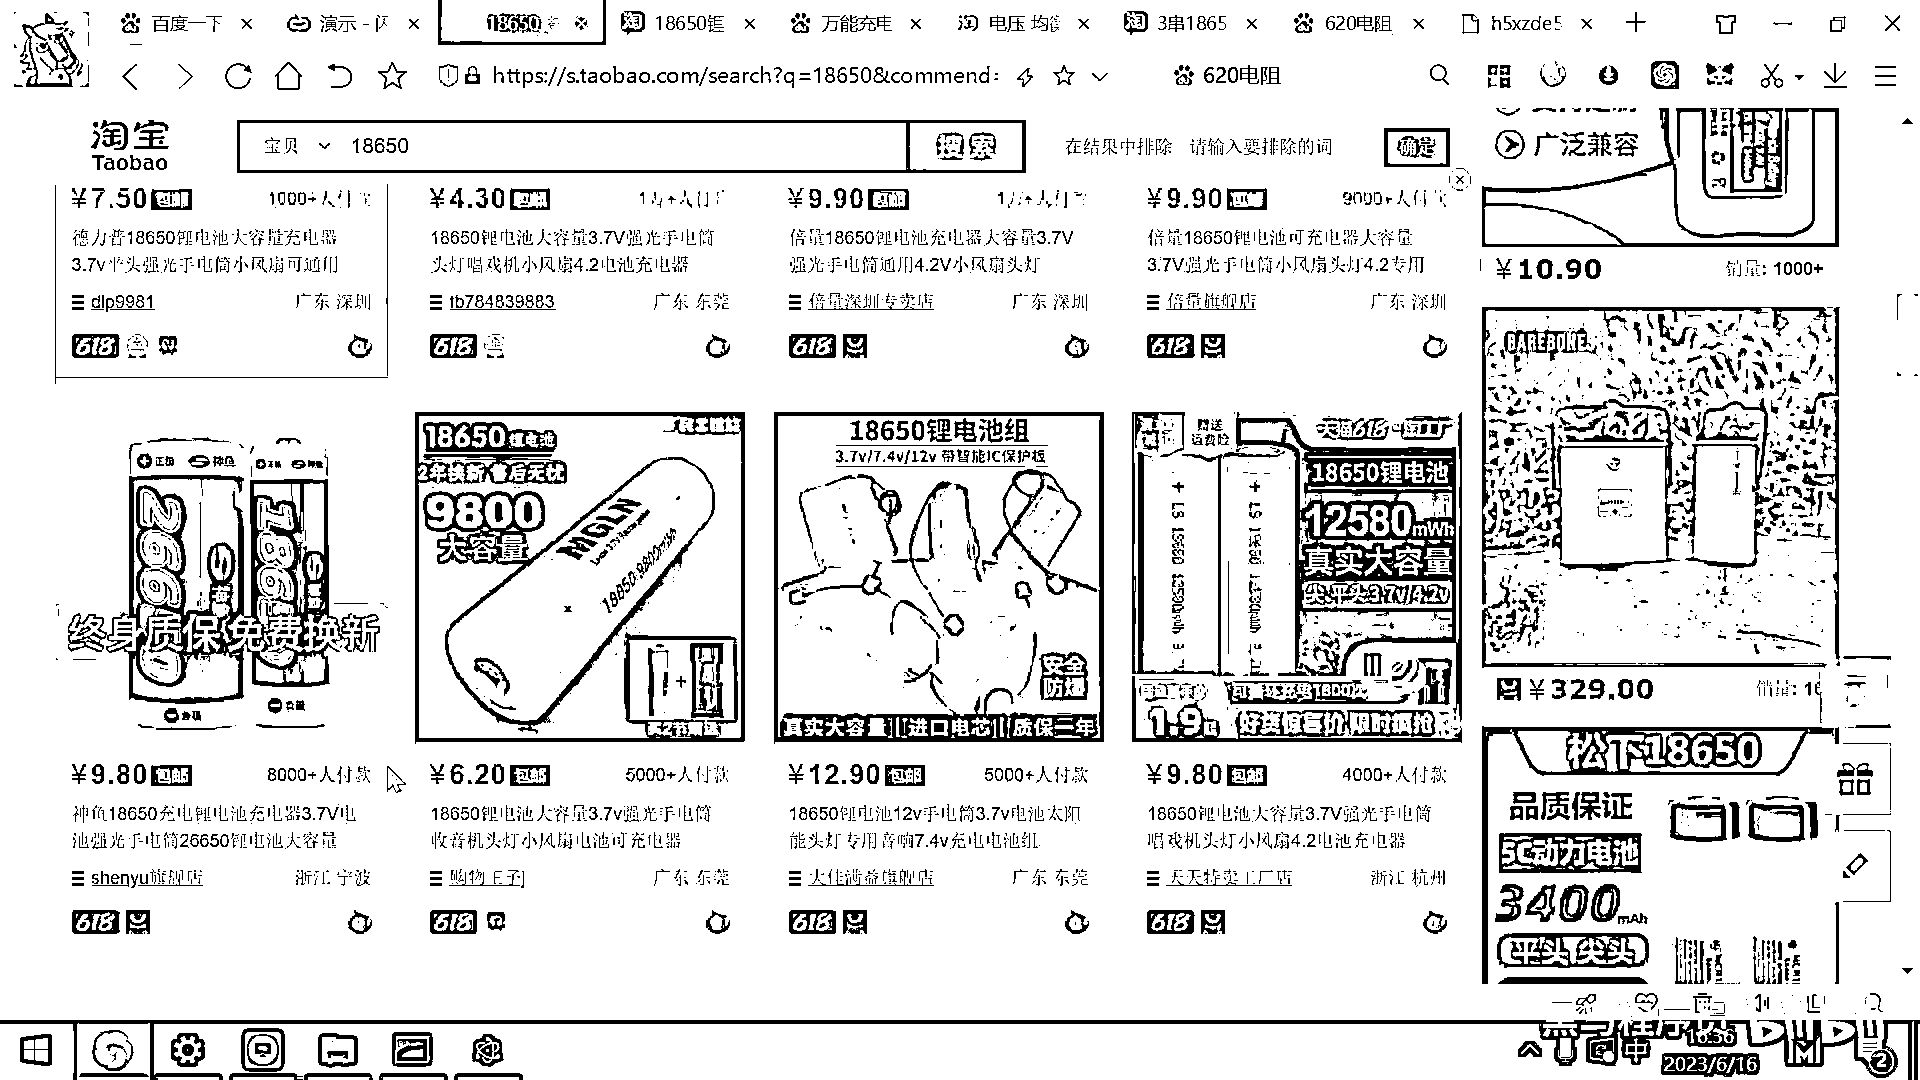 百度一下
演示 - 闪
18650
18650锂
万能充电
电压 均衡
3串1865
620电阻
h5xzde5
https://s.taobao.com/search?q=18650&commend:
620电阻
淘宝
Taobao
宝贝
18650
搜索
在结果中排除
请输入要排除的词
确定
广泛兼容
¥7.50 包邮
1000+人付款
¥4.30 包邮
¥9.90 包邮
¥9.90 包邮
9000+人付款
德力普18650锂电池大容量充电器
3.7v平头强光手电筒小风扇可通用
18650锂电池大容量3.7V强光手电筒
头灯唱戏机小风扇4.2电池充电器
倍量18650锂电池充电器大容量3.7V
强光手电筒通用4.2V小风扇头灯
倍量18650锂电池可充电器大容量
3.7V强光手电筒小风扇头灯4.2专用
¥10.90
销量: 1000+
dlp9981
广东 深圳
tb784839883
广东 东莞
倍量深圳专卖店
广东 深圳
倍量旗舰店
广东 深圳
618
618
618
618
BAREBONES
正极 神鱼
终身质保 免费换新
18650锂电池
2年换新 售后无忧
9800
大容量
MGLN
18650-9800mwh
18650锂电池组
3.7v/7.4v/12v 带智能IC保护板
安全
防爆
真实大容量 | 进口电芯 | 质保二年
赠送
运费险
18650锂电池
12580mWh
真实大容量
尖/平头3.7V/4.2V
1.9
好货惊喜价 限时疯抢
¥329.00
¥9.80 包邮
8000+人付款
¥6.20 包邮
5000+人付款
¥12.90 包邮
5000+人付款
¥9.80 包邮
4000+人付款
神鱼18650充电锂电池充电器3.7V电
池强光手电筒26650锂电池大容量
18650锂电池大容量3.7v强光手电筒
收音机头灯小风扇电池可充电器
18650锂电池12v手电筒3.7v电池太阳
能头灯专用音响7.4v充电电池组
18650锂电池大容量3.7V强光手电筒
唱戏机头灯小风扇4.2电池充电器
shenyu旗舰店
浙江 宁波
购物王子j
广东 东莞
大佳满益旗舰店
广东 东莞
天天特卖工厂店
浙江 杭州
618
618
618
618
松下18650
品质保证
5C动力电池
3400mAh
平头 尖头
中
16:56
2023/6/16
2